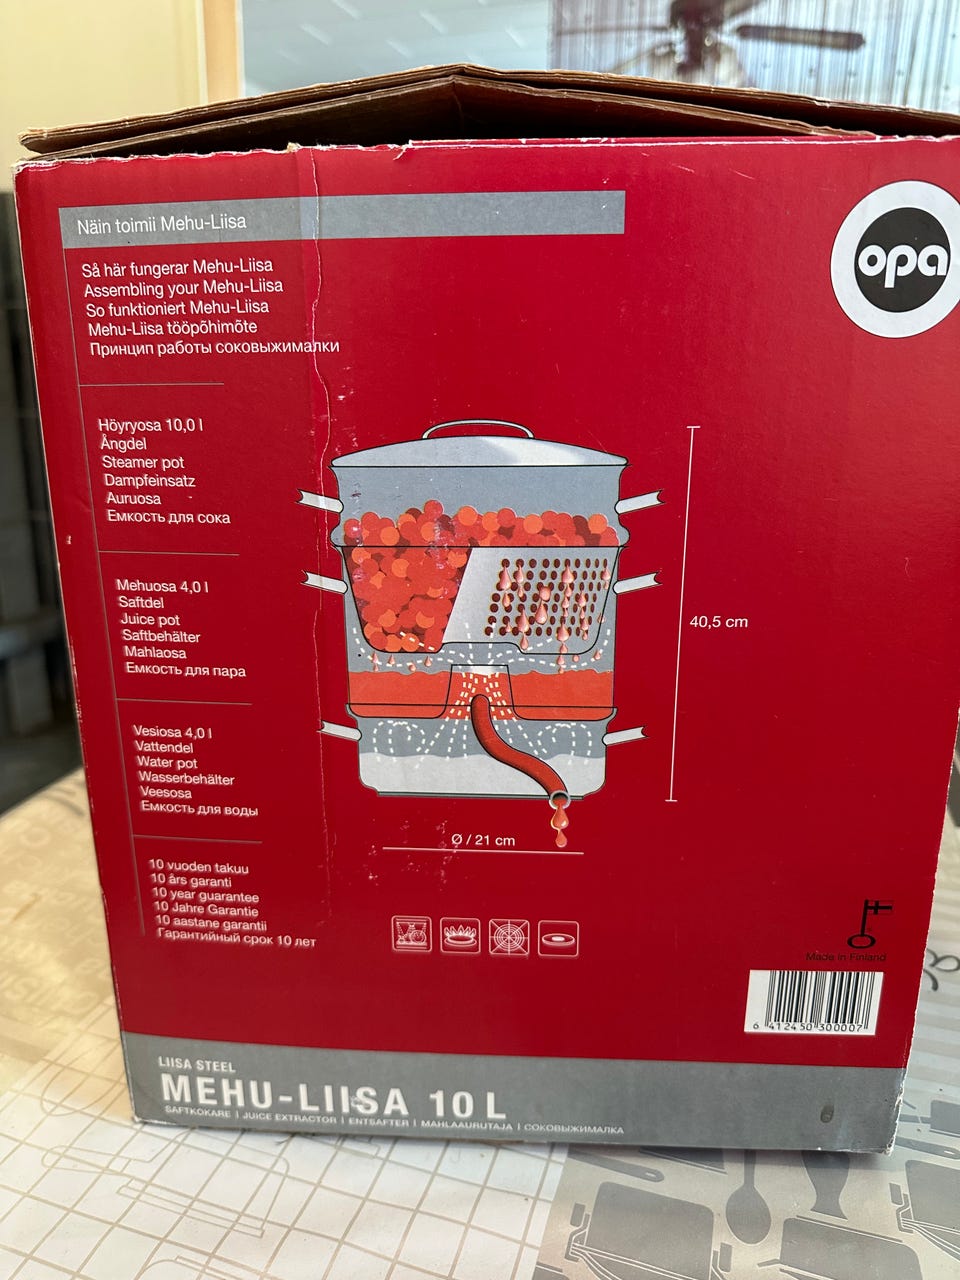 Näin toimii Mehu-Liisa
opa
Så här fungerar Mehu-Liisa
Assembling your Mehu-Liisa
So funktioniert Mehu-Liisa
Mehu-Liisa tööpõhimõte
Принцип работы соковыжималки
Höyryosa 10,0 l
Ångdel
Steamer pot
Dampfeinsatz
Auruosa
Емкость для сока
Mehuosa 4,0 l
Saftdel
Juice pot
Saftbehälter
Mahlaosa
Емкость для пара
40,5 cm
Vesiosa 4,0 l
Vattendel
Water pot
Wasserbehälter
Veesosa
Емкость для воды
Ø / 21 cm
10 vuoden takuu
10 års garanti
10 year guarantee
10 Jahre Garantie
10 aastane garantii
Гарантийный срок 10 лет
Made in Finland
6 412450 300007
LIISA STEEL
MEHU-LIISA 10 L
SAFTKOKARE | JUICE EXTRACTOR | ENTSAFTER | MAHLAAURUTAJA | СОКОВЫЖИМАЛКА